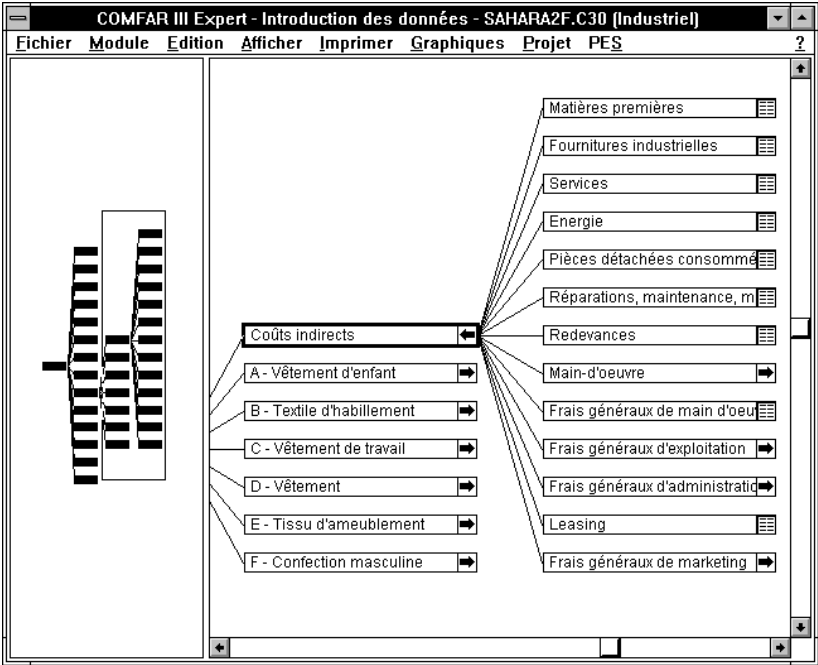 COMFAR III Expert - Introduction des données - SAHARA2F.C30 (Industriel)
Fichier Module Edition Afficher Imprimer Graphiques Projet PES ?
Matières premières
Fournitures industrielles
Services
Energie
Pièces détachées consommé
Réparations, maintenance, m
Coûts indirects
Redevances
A - Vêtement d'enfant
Main-d'oeuvre
B - Textile d'habillement
Frais généraux de main d'oeu
C - Vêtement de travail
Frais généraux d'exploitation
D - Vêtement
Frais généraux d'administratio
E - Tissu d'ameublement
Leasing
F - Confection masculine
Frais généraux de marketing